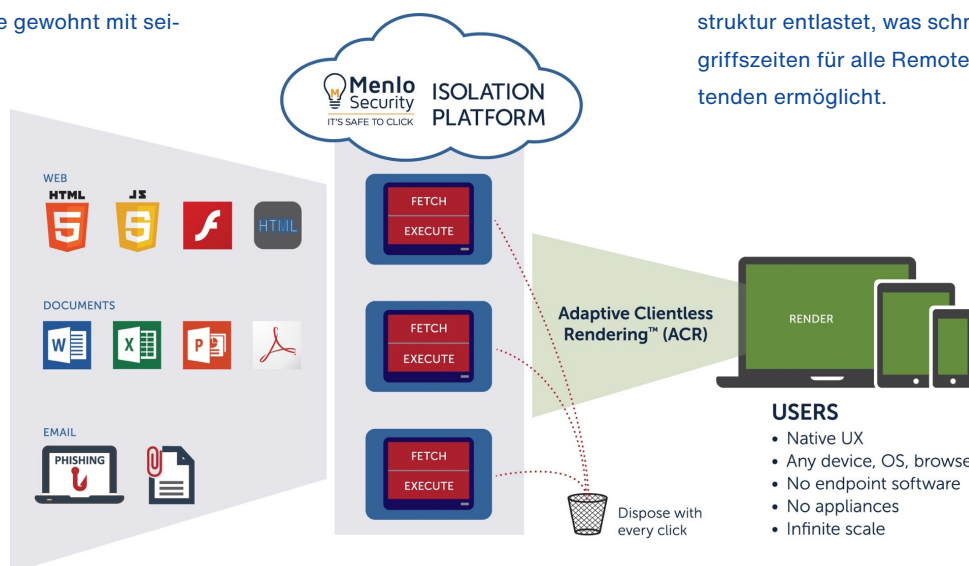 e gewohnt mit sei-
struktur entlastet, was schn
griffszeiten für alle Remote
tenden ermöglicht.
Menlo
Security
IT'S SAFE TO CLICK
ISOLATION
PLATFORM
WEB
HTML
5
JS
5
HTML
DOCUMENTS
W
X
P
EMAIL
PHISHING
FETCH
EXECUTE
FETCH
EXECUTE
FETCH
EXECUTE
Adaptive Clientless
Rendering™ (ACR)
Dispose with
every click
RENDER
USERS
• Native UX
• Any device, OS, browse
• No endpoint software
• No appliances
• Infinite scale